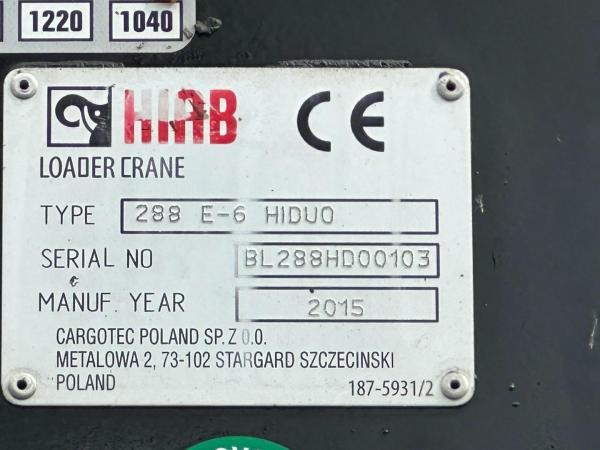 1220 1040
HIAB CE
LOADER CRANE
TYPE 288 E-6 HIDUO
SERIAL NO BL288HD00103
MANUF. YEAR 2015
CARGOTEC POLAND SP. Z O.O.
METALOWA 2, 73-102 STARGARD SZCZECINSKI
POLAND 187-5931/2